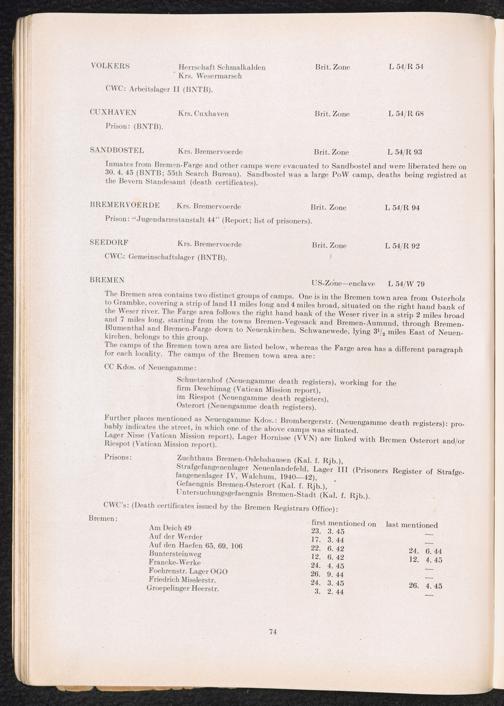 VOLKERS Herrschaft Schmalkalden Brit. Zone L 54/R 54
Krs. Wesermarsch
CWC: Arbeitslager II (BNTB).
CUXHAVEN Krs. Cuxhaven Brit. Zone L 54/R 68
Prison: (BNTB).
SANDBOSTEL Krs. Bremervoerde Brit. Zone L 54/R 93
Inmates from Bremen-Farge and other camps were evacuated to Sandbostel and were liberated here on
30. 4. 45 (BNTB; 55th Search Bureau). Sandbostel was a large PoW camp, deaths being registred at
the Bevern Standesamt (death certificates).
BREMERVOERDE Krs. Bremervoerde Brit. Zone L 54/R 94
Prison: "Jugendarrestanstalt 44" (Report; list of prisoners).
SEEDORF Krs. Bremervoerde Brit. Zone L 54/R 92
CWC: Gemeinschaftslager (BNTB).
BREMEN US-Zone—enclave L 54/W 79
The Bremen area contains two distinct groups of camps. One is in the Bremen town area from Osterholz
to Grambke, covering a strip of land 11 miles long and 4 miles broad, situated on the right hand bank of
the Weser river. The Farge area follows the right hand bank of the Weser river in a strip 2 miles broad
and 7 miles long, starting from the towns Bremen-Vegesack and Bremen-Aumund, through Bremen-
Blumenthal and Bremen-Farge down to Neuenkirchen. Schwanewede, lying 3½ miles East of Neuen-
kirchen, belongs to this group.
The camps of the Bremen town area are listed below, whereas the Farge area has a different paragraph
for each locality. The camps of the Bremen town area are:
CC Kdos. of Neuengamme:
Schuetzenhof (Neuengamme death registers), working for the
firm Deschimag (Vatican Mission report),
im Riespot (Neuengamme death registers),
Osterort (Neuengamme death registers).
Further places mentioned as Neuengamme Kdos.: Brombergerstr. (Neuengamme death registers): pro-
bably indicates the street, in which one of the above camps was situated.
Lager Nisse (Vatican Mission report), Lager Hornisse (VVN) are linked with Bremen Osterort and/or
Riespot (Vatican Mission report).
Prisons: Zuchthaus Bremen-Oslebshausen (Kal. f. Rjb.),
Strafgefangenenlager Neuenlandefeld, Lager III (Prisoners Register of Strafge-
fangenenlager IV, Walchum, 1940—42),
Gefaengnis Bremen-Osterort (Kal. f. Rjb.),
Untersuchungsgefaengnis Bremen-Stadt (Kal. f. Rjb.).
CWC's: (Death certificates issued by the Bremen Registrars Office):
Bremen: first mentioned on last mentioned
Am Deich 49 23. 3. 45 —
Auf der Werder 17. 3. 44 —
Auf den Haefen 65, 69, 106 22. 6. 42 24. 6. 44
Buntersteinweg 12. 6. 42 12. 4. 45
Francke-Werke 24. 4. 45 —
Foehrenstr. Lager OGO 26. 9. 44 —
Friedrich Misslerstr. 24. 3. 45 26. 4. 45
Groepelinger Heerstr. 3. 2. 44 —
74